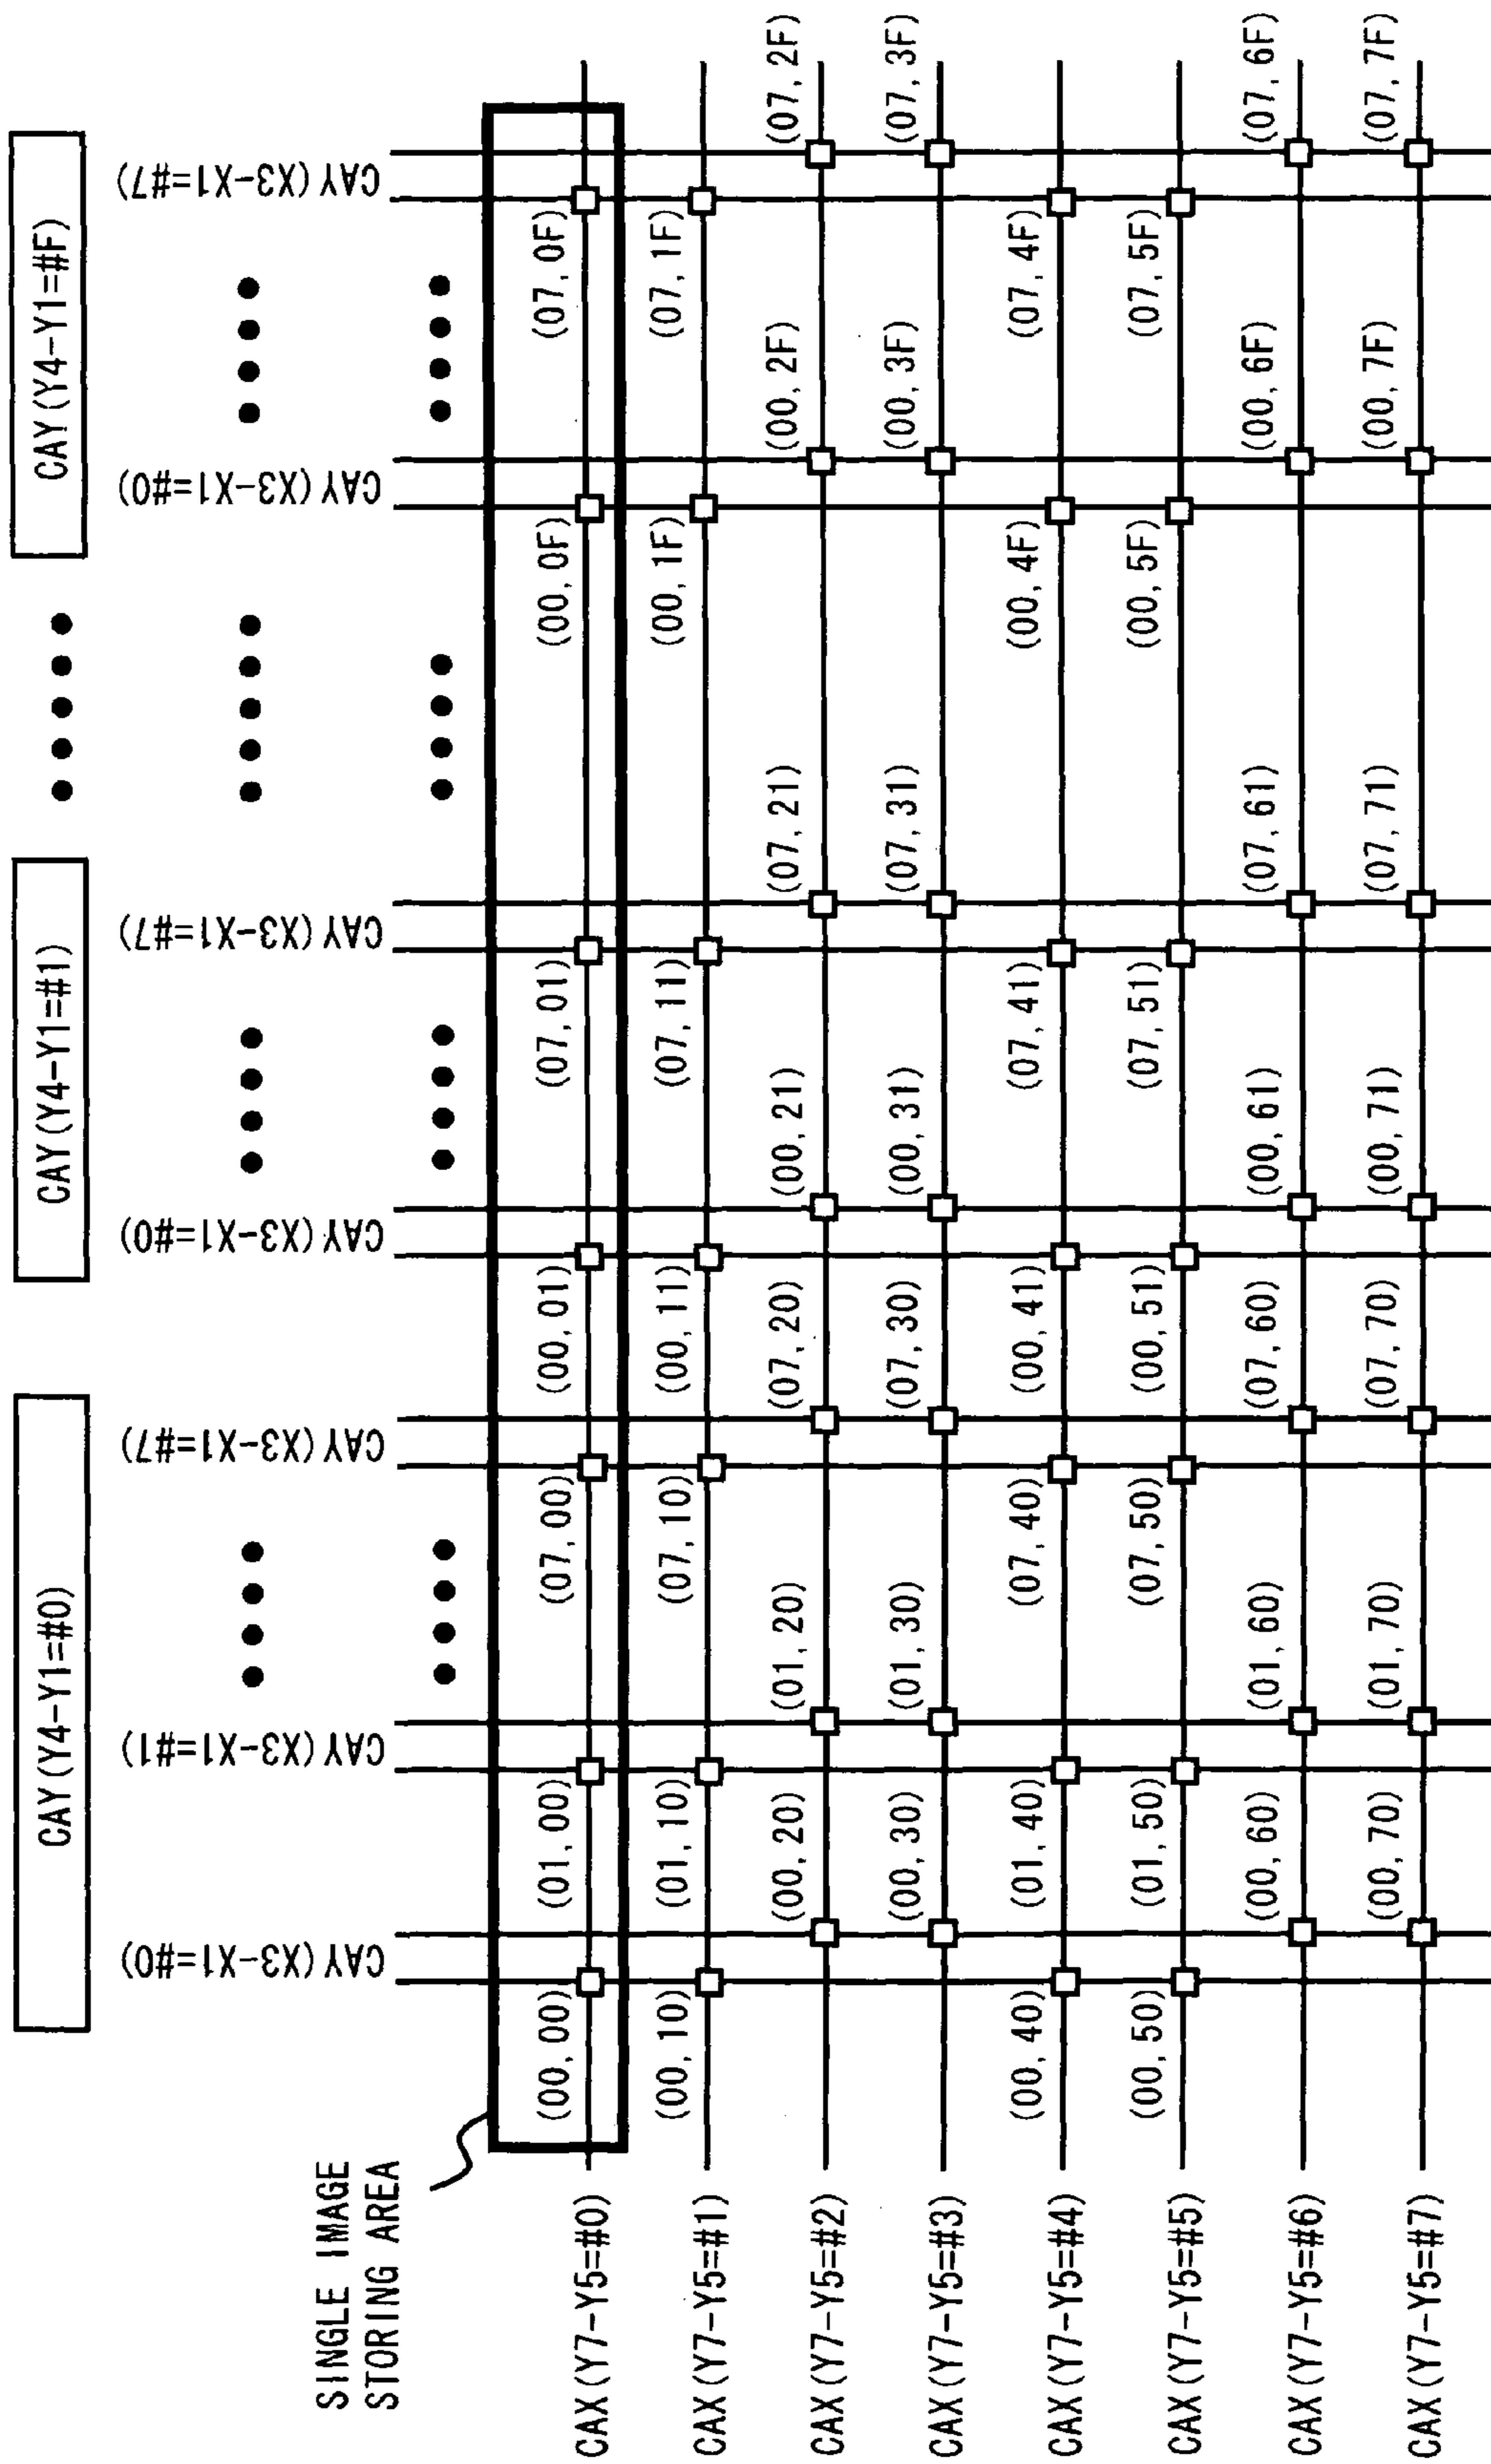 CAY(Y4-Y1=#0)
CAY(Y4-Y1=#1)
CAY(Y4-Y1=#F)
CAY(X3-X1=#0)
CAY(X3-X1=#1)
CAY(X3-X1=#7)
CAY(X3-X1=#0)
CAY(X3-X1=#7)
CAY(X3-X1=#0)
CAY(X3-X1=#7)
SINGLE IMAGE
STORING AREA
CAX(Y7-Y5=#0)
(00,00)
(01,00)
(07,00)
(00,01)
(07,01)
(00,0F)
(07,0F)
CAX(Y7-Y5=#1)
(00,10)
(01,10)
(07,10)
(00,11)
(07,11)
(00,1F)
(07,1F)
CAX(Y7-Y5=#2)
(00,20)
(01,20)
(07,20)
(00,21)
(07,21)
(00,2F)
(07,2F)
CAX(Y7-Y5=#3)
(00,30)
(01,30)
(07,30)
(00,31)
(07,31)
(00,3F)
(07,3F)
CAX(Y7-Y5=#4)
(00,40)
(01,40)
(07,40)
(00,41)
(07,41)
(00,4F)
(07,4F)
CAX(Y7-Y5=#5)
(00,50)
(01,50)
(07,50)
(00,51)
(07,51)
(00,5F)
(07,5F)
CAX(Y7-Y5=#6)
(00,60)
(01,60)
(07,60)
(00,61)
(07,61)
(00,6F)
(07,6F)
CAX(Y7-Y5=#7)
(00,70)
(01,70)
(07,70)
(00,71)
(07,71)
(00,7F)
(07,7F)